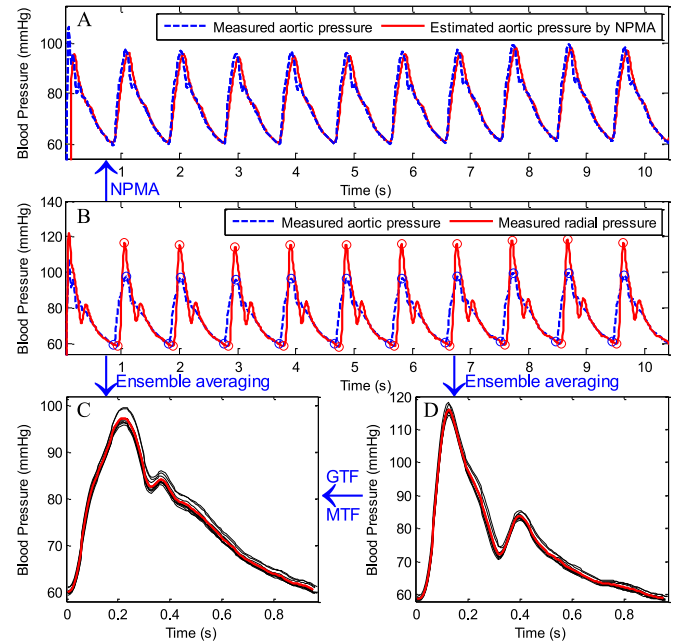 A
Measured aortic pressure
Estimated aortic pressure by NPMA
Blood Pressure (mmHg)
100
80
60
1 2 3 4 5 6 7 8 9 10
Time (s)
NPMA
B
Measured aortic pressure
Measured radial pressure
Blood Pressure (mmHg)
140
120
100
80
60
1 2 3 4 5 6 7 8 9 10
Time (s)
Ensemble averaging
Ensemble averaging
C
Blood Pressure (mmHg)
100
90
80
70
60
0 0.2 0.4 0.6 0.8
Time (s)
GTF
MTF
D
Blood Pressure (mmHg)
120
110
100
90
80
70
60
0 0.2 0.4 0.6 0.8
Time (s)